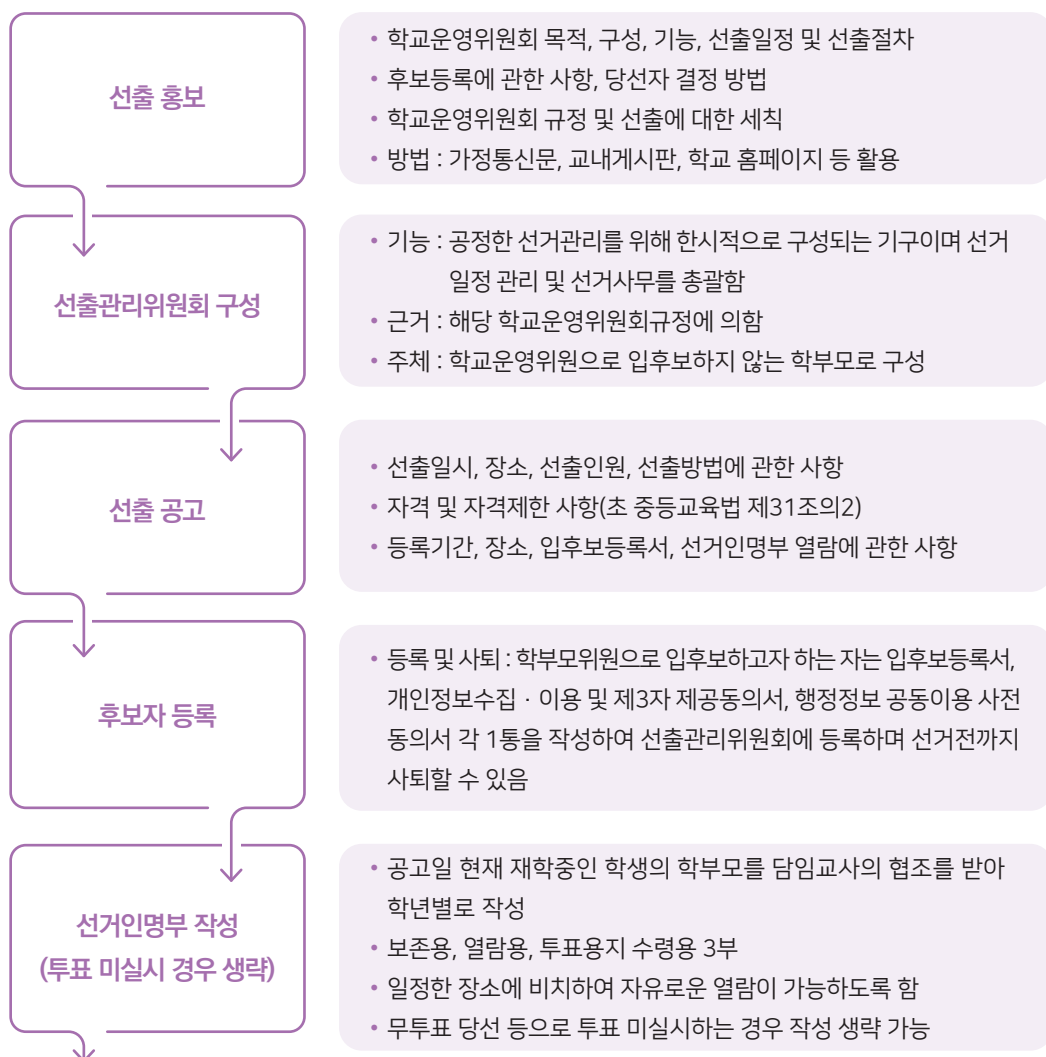 선출 홍보
• 학교운영위원회 목적, 구성, 기능, 선출일정 및 선출절차
• 후보등록에 관한 사항, 당선자 결정 방법
• 학교운영위원회 규정 및 선출에 대한 세칙
• 방법 : 가정통신문, 교내게시판, 학교 홈페이지 등 활용
선출관리위원회 구성
• 기능 : 공정한 선거관리를 위해 한시적으로 구성되는 기구이며 선거
일정 관리 및 선거사무를 총괄함
• 근거 : 해당 학교운영위원회규정에 의함
• 주체 : 학교운영위원으로 입후보하지 않는 학부모로 구성
선출 공고
• 선출일시, 장소, 선출인원, 선출방법에 관한 사항
• 자격 및 자격제한 사항(초 중등교육법 제31조의2)
• 등록기간, 장소, 입후보등록서, 선거인명부 열람에 관한 사항
후보자 등록
• 등록 및 사퇴 : 학부모위원으로 입후보하고자 하는 자는 입후보등록서,
개인정보수집 · 이용 및 제3자 제공동의서, 행정정보 공동이용 사전
동의서 각 1통을 작성하여 선출관리위원회에 등록하며 선거전까지
사퇴할 수 있음
선거인명부 작성
(투표 미실시 경우 생략)
• 공고일 현재 재학중인 학생의 학부모를 담임교사의 협조를 받아
학년별로 작성
• 보존용, 열람용, 투표용지 수령용 3부
• 일정한 장소에 비치하여 자유로운 열람이 가능하도록 함
• 무투표 당선 등으로 투표 미실시하는 경우 작성 생략 가능